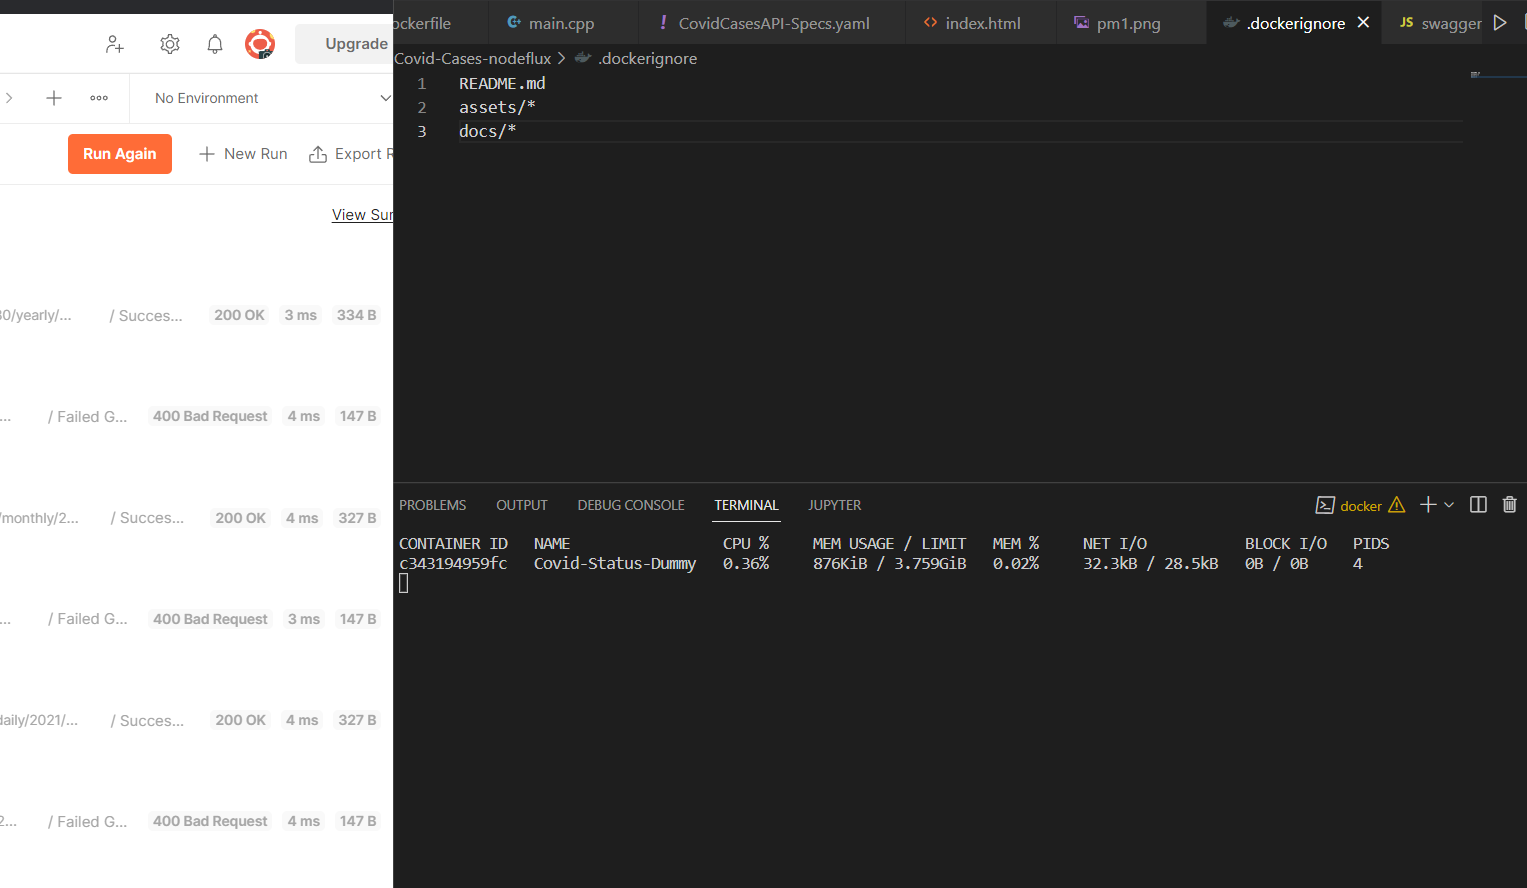 Upgrade
No Environment
Run Again
New Run
Export R
View Sur
30/yearly/...
/ Succes...
200 OK
3 ms
334 B
...
/ Failed G...
400 Bad Request
4 ms
147 B
/monthly/2...
/ Succes...
200 OK
4 ms
327 B
...
/ Failed G...
400 Bad Request
3 ms
147 B
daily/2021/...
/ Succes...
200 OK
4 ms
327 B
2...
/ Failed G...
400 Bad Request
4 ms
147 B
ockerfile
main.cpp
! CovidCasesAPI-Specs.yaml
<> index.html
pm1.png
.dockerignore
JS swagger
Covid-Cases-nodeflux > .dockerignore
1 README.md
2 assets/*
3 docs/*
PROBLEMS OUTPUT DEBUG CONSOLE TERMINAL JUPYTER
docker
CONTAINER ID NAME CPU % MEM USAGE / LIMIT MEM % NET I/O BLOCK I/O PIDS
c343194959fc Covid-Status-Dummy 0.36% 876KiB / 3.759GiB 0.02% 32.3kB / 28.5kB 0B / 0B 4